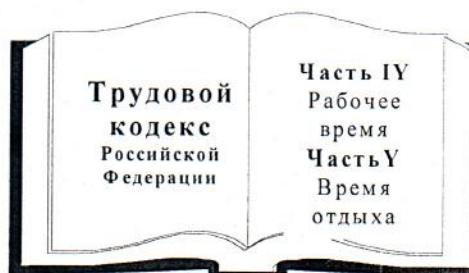 Трудовой
кодекс
Российской
Федерации
Часть IY
Рабочее
время
ЧастьY
Время
отдыха